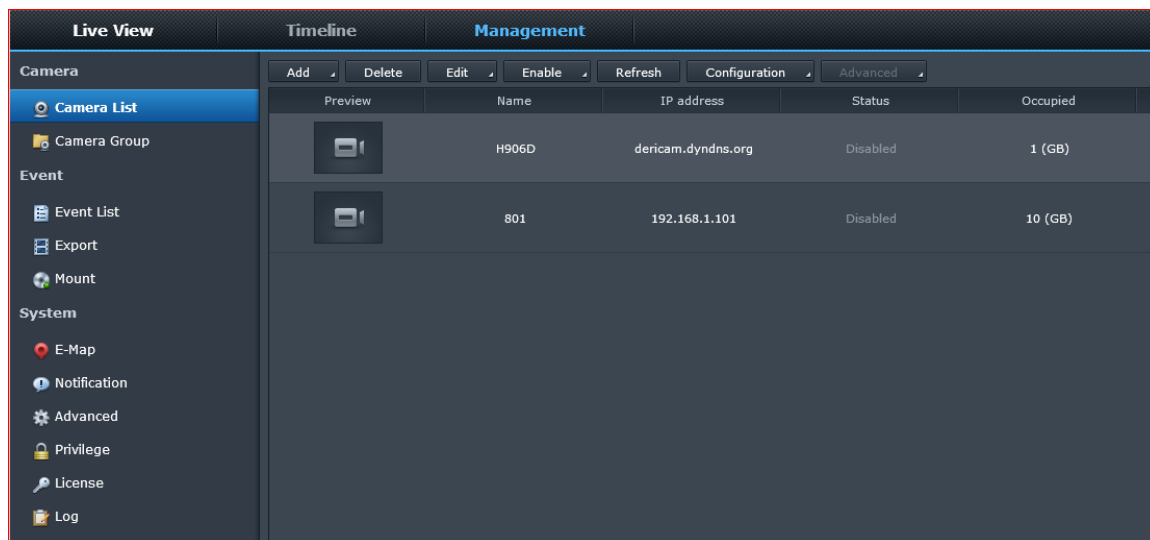 Live View Timeline Management
Camera
Add Delete Edit Enable Refresh Configuration Advanced
Camera List
Preview Name IP address Status Occupied
Camera Group
H906D dericam.dyndns.org Disabled 1 (GB)
Event
Event List
801 192.168.1.101 Disabled 10 (GB)
Export
Mount
System
E-Map
Notification
Advanced
Privilege
License
Log